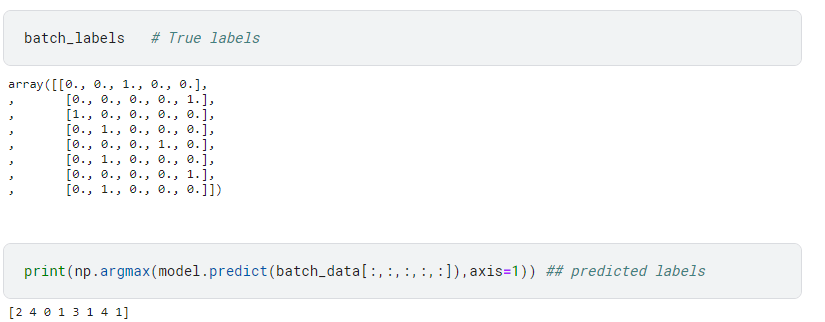 batch_labels   # True labels
array([[0., 0., 1., 0., 0.],
,       [0., 0., 0., 0., 1.],
,       [1., 0., 0., 0., 0.],
,       [0., 1., 0., 0., 0.],
,       [0., 0., 0., 1., 0.],
,       [0., 1., 0., 0., 0.],
,       [0., 0., 0., 0., 1.],
,       [0., 1., 0., 0., 0.]])
print(np.argmax(model.predict(batch_data[:,:,:,:,:]),axis=1)) ## predicted labels
[2 4 0 1 3 1 4 1]